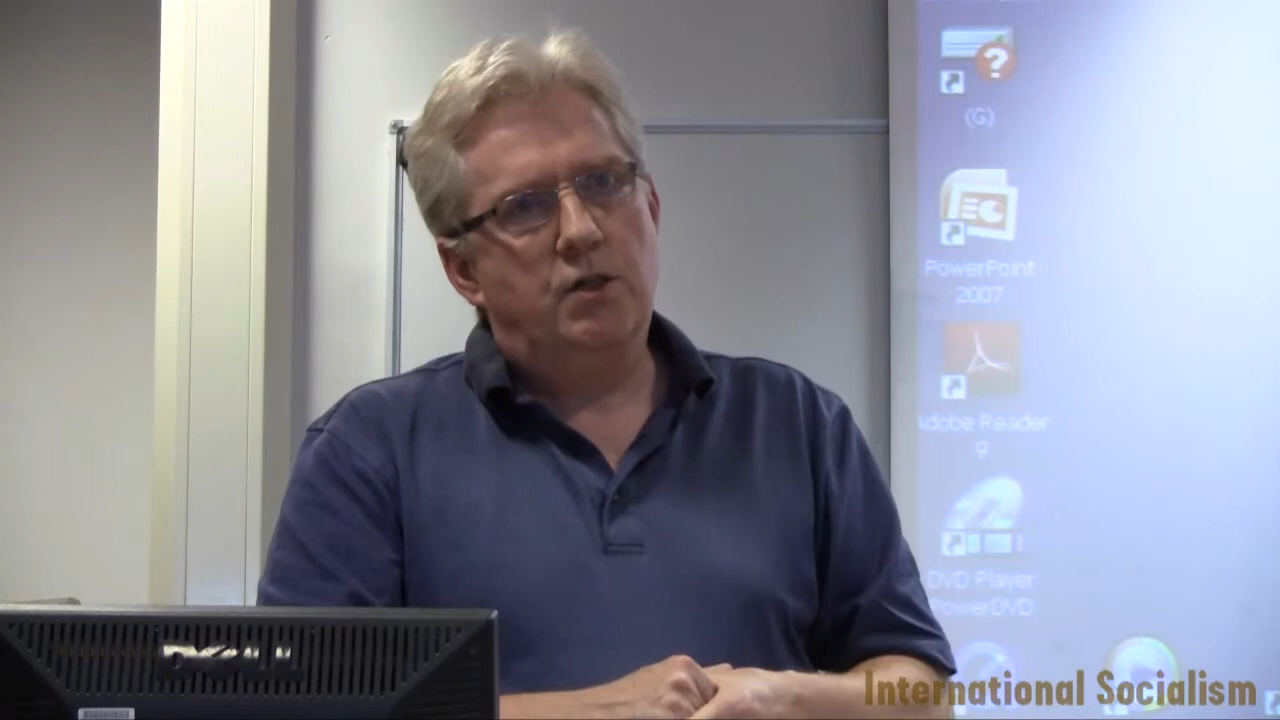 ?
(G)
PowerPoint
2007
Adobe Reader
9
DVD Player
PowerDVD
DELL
International Socialism